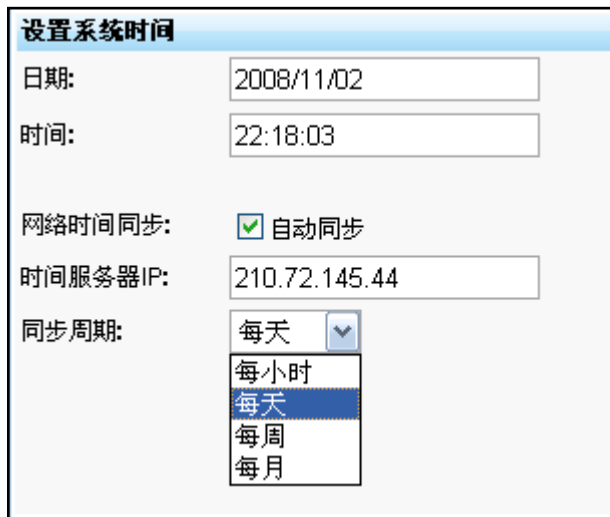 设置系统时间
日期: 2008/11/02
时间: 22:18:03
网络时间同步: 自动同步
时间服务器IP: 210.72.145.44
同步周期: 每天
每小时
每天
每周
每月